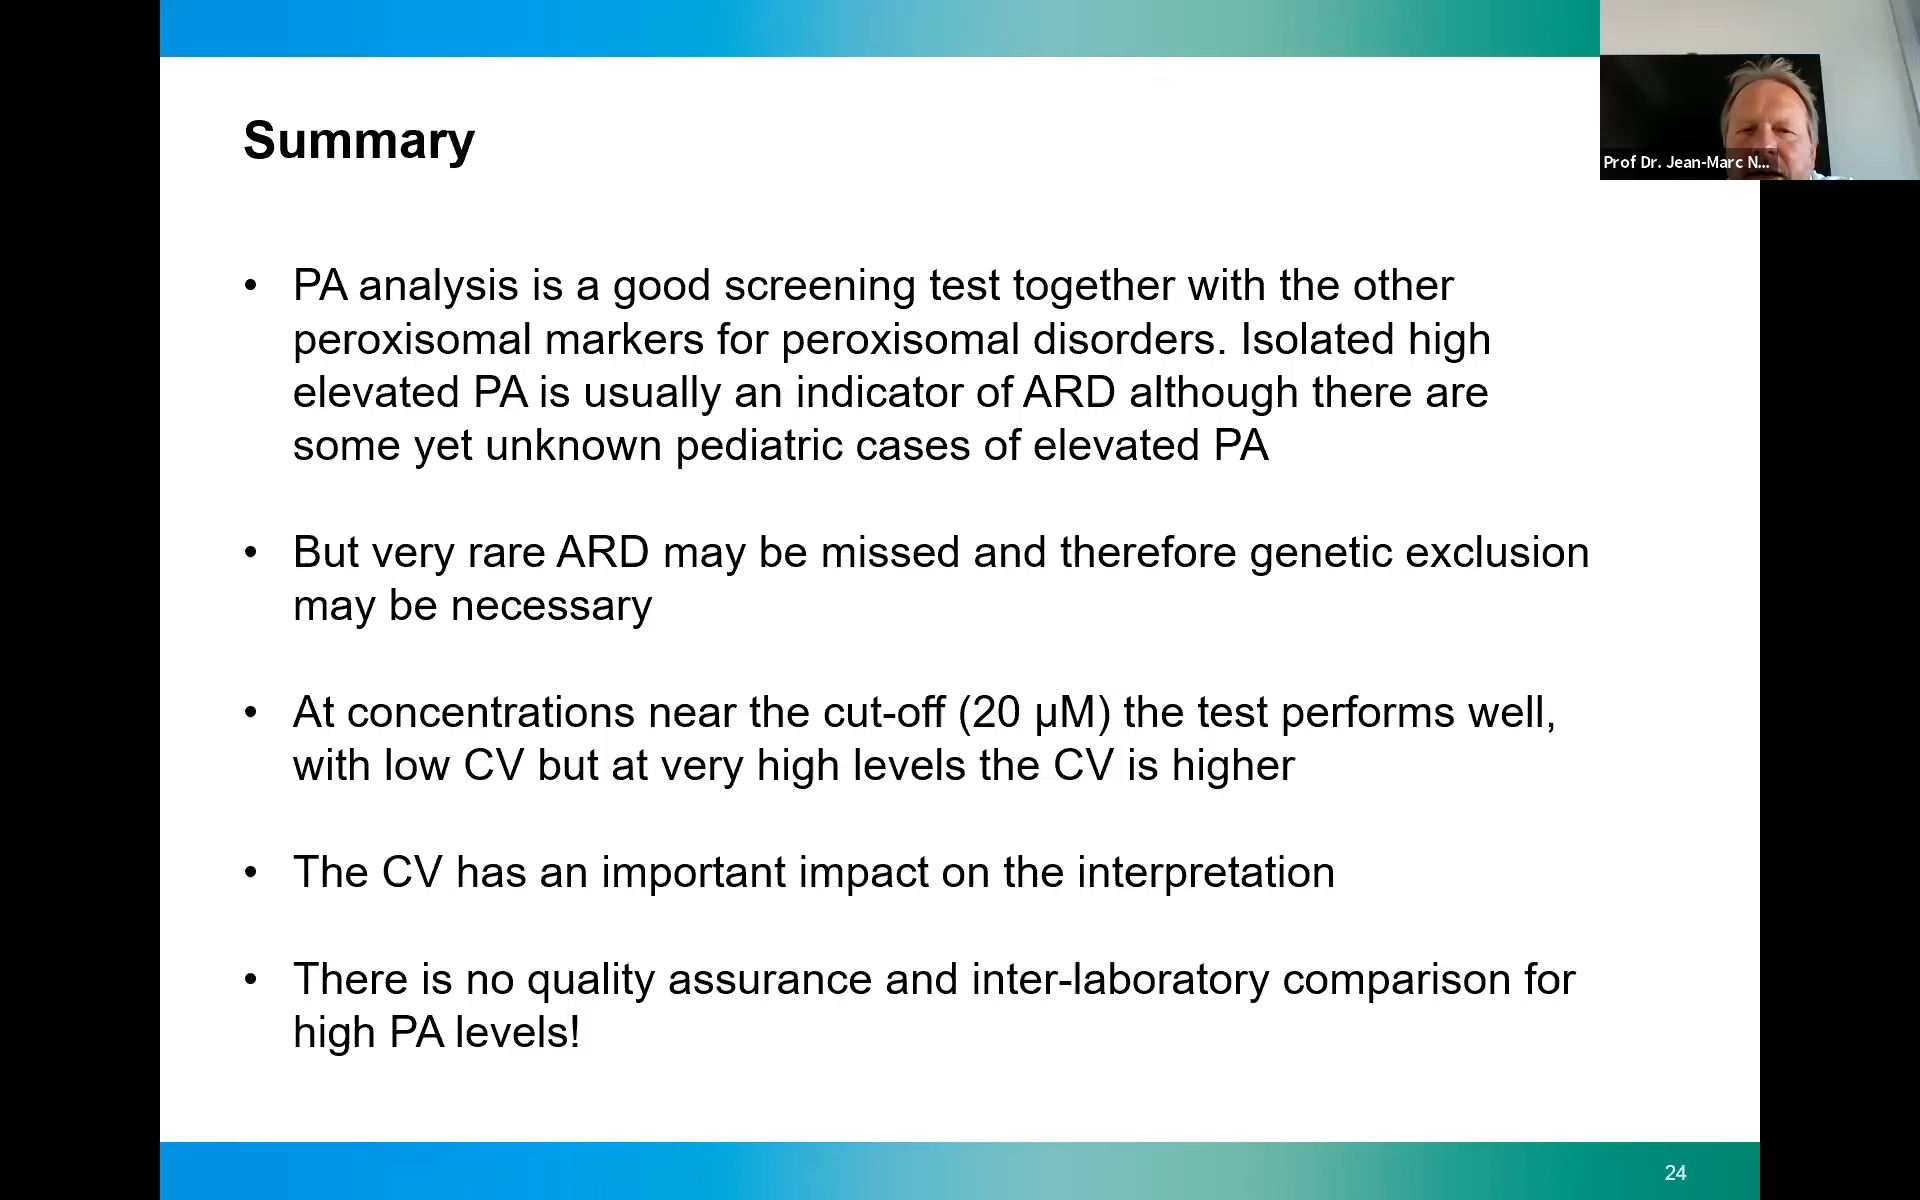 Summary
Prof Dr. Jean-Marc N...
• PA analysis is a good screening test together with the other
peroxisomal markers for peroxisomal disorders. Isolated high
elevated PA is usually an indicator of ARD although there are
some yet unknown pediatric cases of elevated PA
• But very rare ARD may be missed and therefore genetic exclusion
may be necessary
• At concentrations near the cut-off (20 µM) the test performs well,
with low CV but at very high levels the CV is higher
• The CV has an important impact on the interpretation
• There is no quality assurance and inter-laboratory comparison for
high PA levels!
24